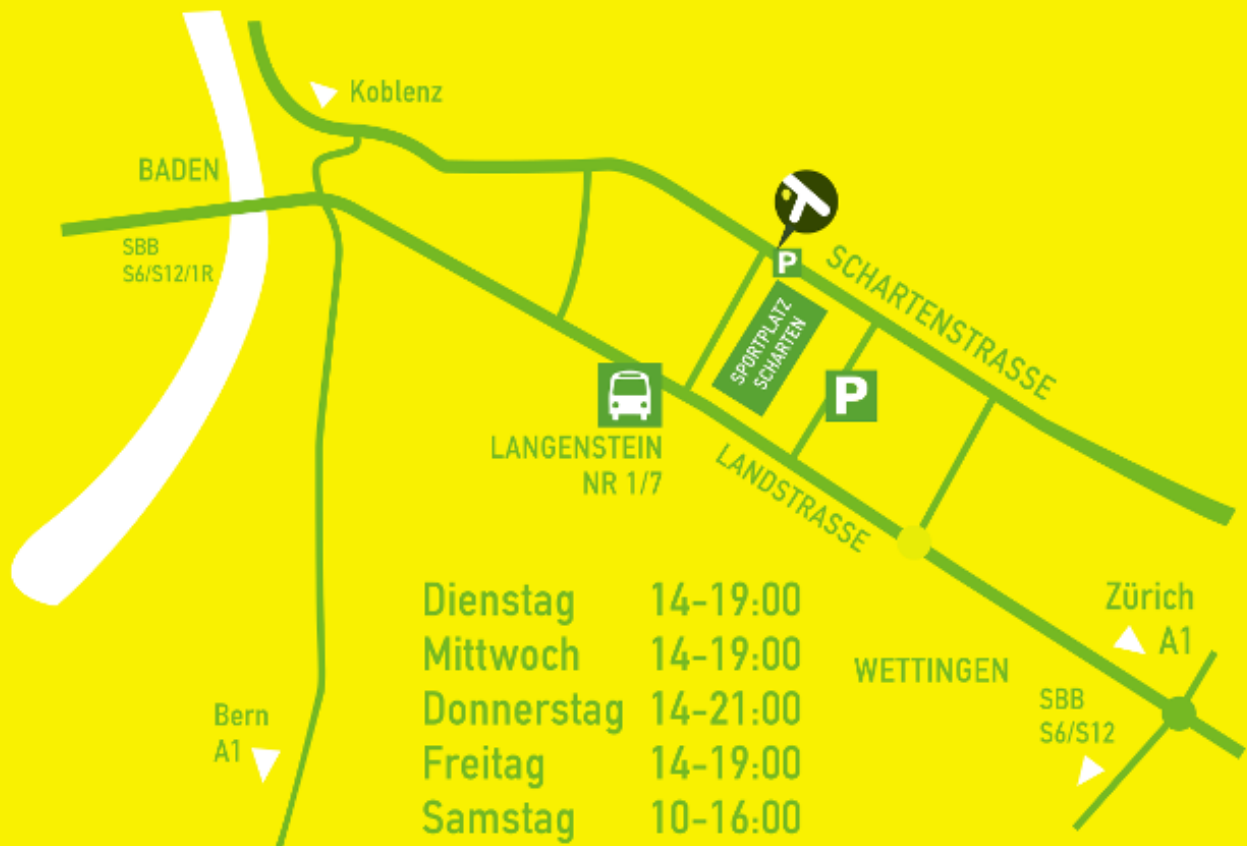 Koblenz
BADEN
SBB
S6/S12/1R
P
SCHARTENSTRASSE
SPORTPLATZ
SCHARTEN
P
LANGENSTEIN
NR 1/7
LANDSTRASSE
Dienstag 14-19:00
Mittwoch 14-19:00
Donnerstag 14-21:00
Freitag 14-19:00
Samstag 10-16:00
Zürich
A1
WETTINGEN
SBB
S6/S12
Bern
A1